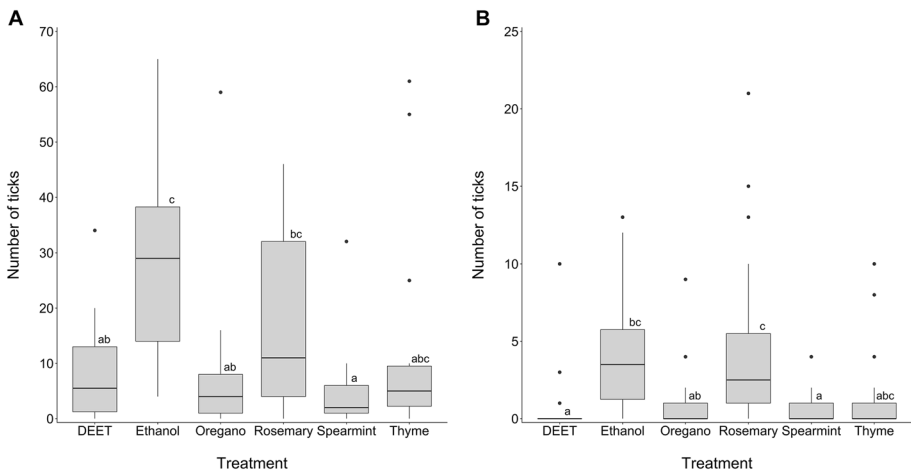 A
Number of ticks
70
60
50
40
30
20
10
0
ab
c
ab
bc
a
abc
DEET Ethanol Oregano Rosemary Spearmint Thyme
Treatment
B
Number of ticks
25
20
15
10
5
0
a
bc
ab
c
a
abc
DEET Ethanol Oregano Rosemary Spearmint Thyme
Treatment